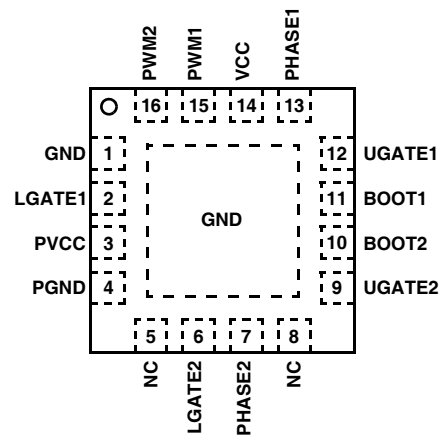 PWM2
PWM1
VCC
PHASE1
16 15 14 13
GND 1
LGATE1 2
PVCC 3
PGND 4
GND
12 UGATE1
11 BOOT1
10 BOOT2
9 UGATE2
5 6 7 8
NC
LGATE2
PHASE2
NC